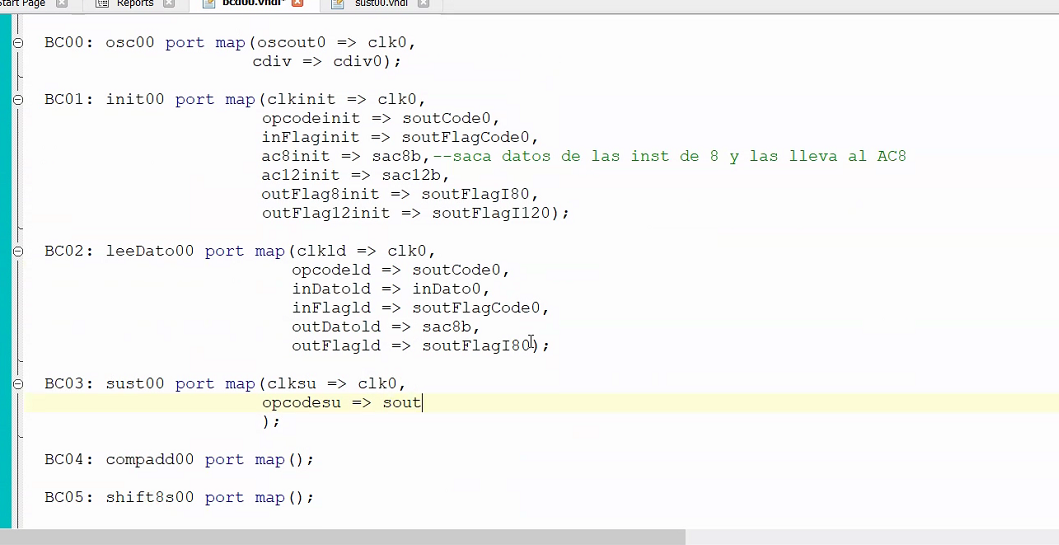 Start Page Reports bcd00.vhdl* sust00.vhdl
BC00: osc00 port map(oscout0 => clk0,
cdiv => cdiv0);
BC01: init00 port map(clkinit => clk0,
opcodeinit => soutCode0,
inFlaginit => soutFlagCode0,
ac8init => sac8b,--saca datos de las inst de 8 y las lleva al AC8
ac12init => sac12b,
outFlag8init => soutFlagI80,
outFlag12init => soutFlagI120);
BC02: leeDato00 port map(clkld => clk0,
opcodeld => soutCode0,
inDatold => inDato0,
inFlagld => soutFlagCode0,
outDatold => sac8b,
outFlagld => soutFlagI80);
BC03: sust00 port map(clksu => clk0,
opcodesu => sout
);
BC04: compadd00 port map();
BC05: shift8s00 port map();